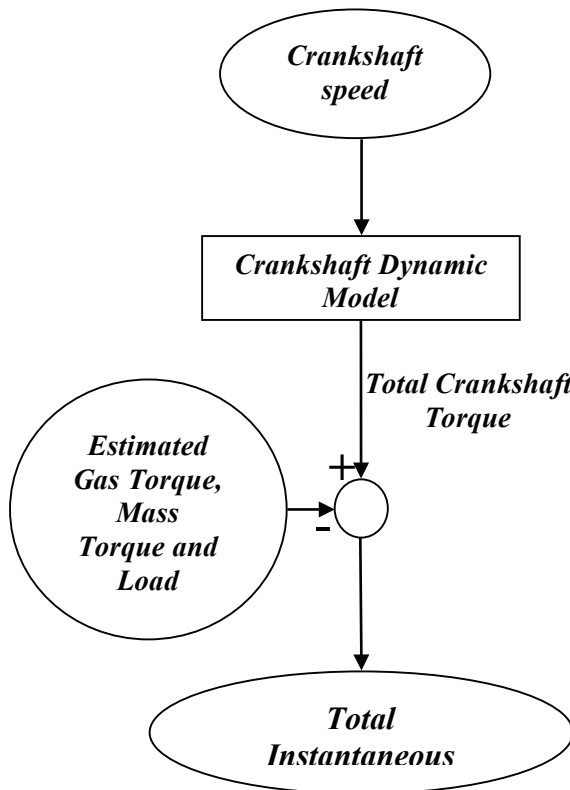 Crankshaft
speed
Crankshaft Dynamic
Model
Total Crankshaft
Torque
Estimated
Gas Torque,
Mass
Torque and
Load
+
-
Total
Instantaneous